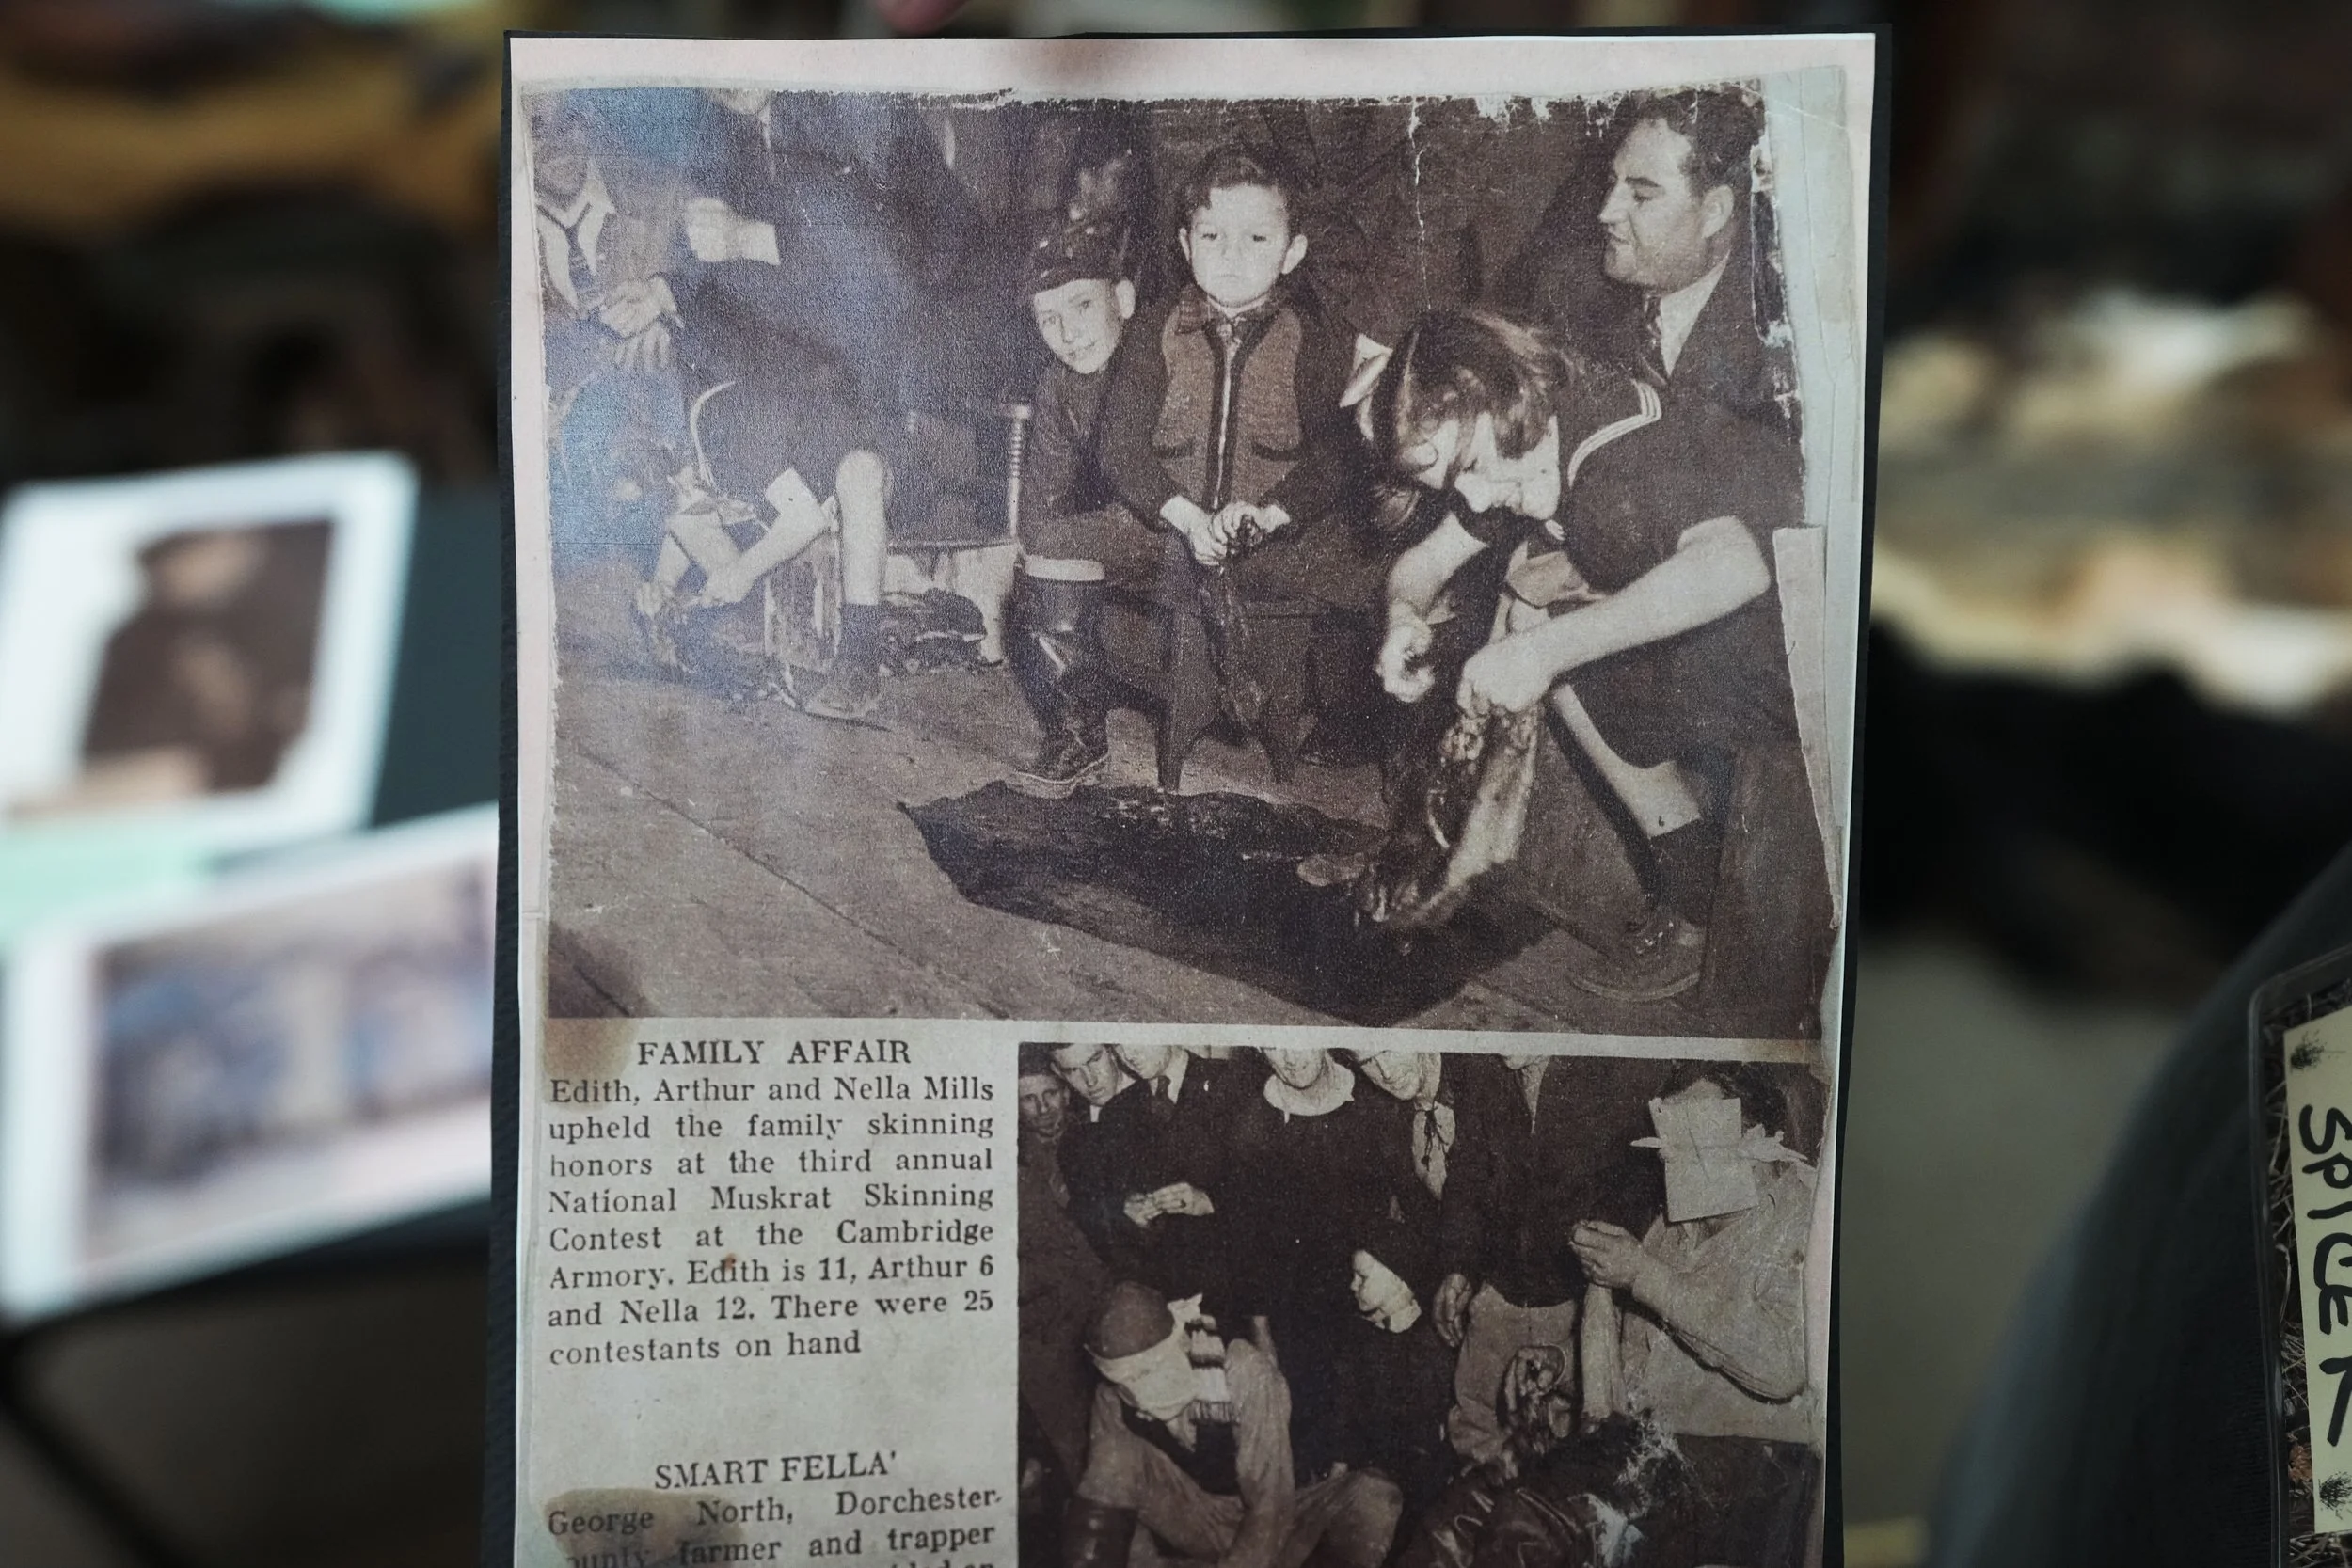 FAMILY AFFAIR
Edith, Arthur and Nella Mills
upheld the family skinning
honors at the third annual
National Muskrat Skinning
Contest at the Cambridge
Armory. Edith is 11, Arthur 6
and Nella 12. There were 25
contestants on hand
SMART FELLA'
George North, Dorchester-
ounty farmer and trapper
SPICER